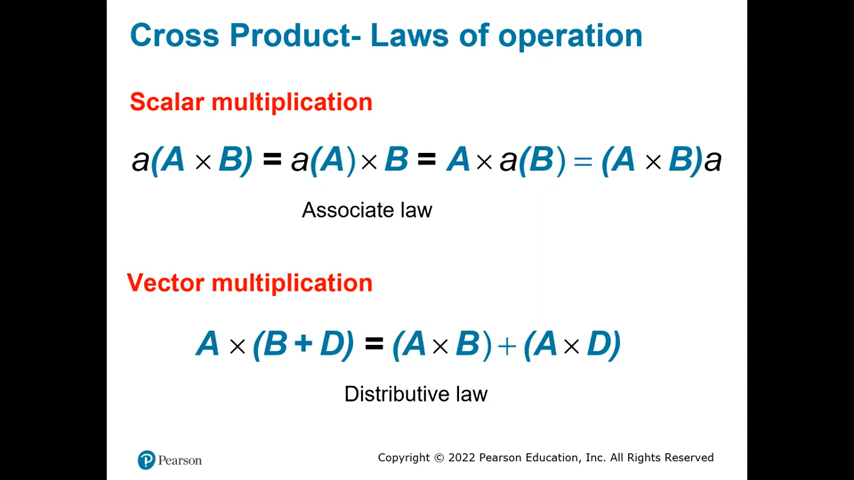 Cross Product- Laws of operation
Scalar multiplication
a(A × B) = a(A) × B = A × a(B) = (A × B)a
Associate law
Vector multiplication
A × (B + D) = (A × B) + (A × D)
Distributive law
Pearson
Copyright © 2022 Pearson Education, Inc. All Rights Reserved